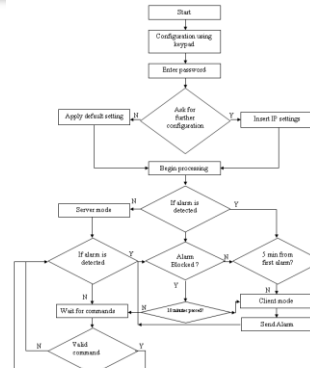 Start
Configuration using
keypad
Enter password
Ask for
further
configuration
N
Y
Apply default setting
Insert IP settings
Begin processing
If alarm is
detected
N
Y
Server mode
If alarm is
detected
Y
Alarm
Blocked ?
N
5 min from
first alarm?
N
Y
N
Client mode
Wait for commands
N
Send Alarm
Valid
command
N
Y